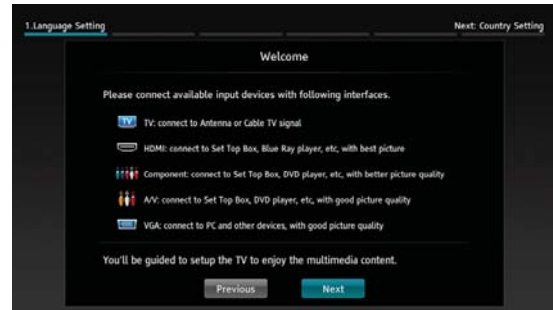 1.Language Setting
Next: Country Setting
Welcome
Please connect available input devices with following interfaces.
TV
TV: connect to Antenna or Cable TV signal
HDMI: connect to Set Top Box, Blue Ray player, etc, with best picture
Component: connect to Set Top Box, DVD player, etc, with better picture quality
A/V: connect to Set Top Box, DVD player, etc, with good picture quality
VGA: connect to PC and other devices, with good picture quality
You'll be guided to setup the TV to enjoy the multimedia content.
Previous
Next